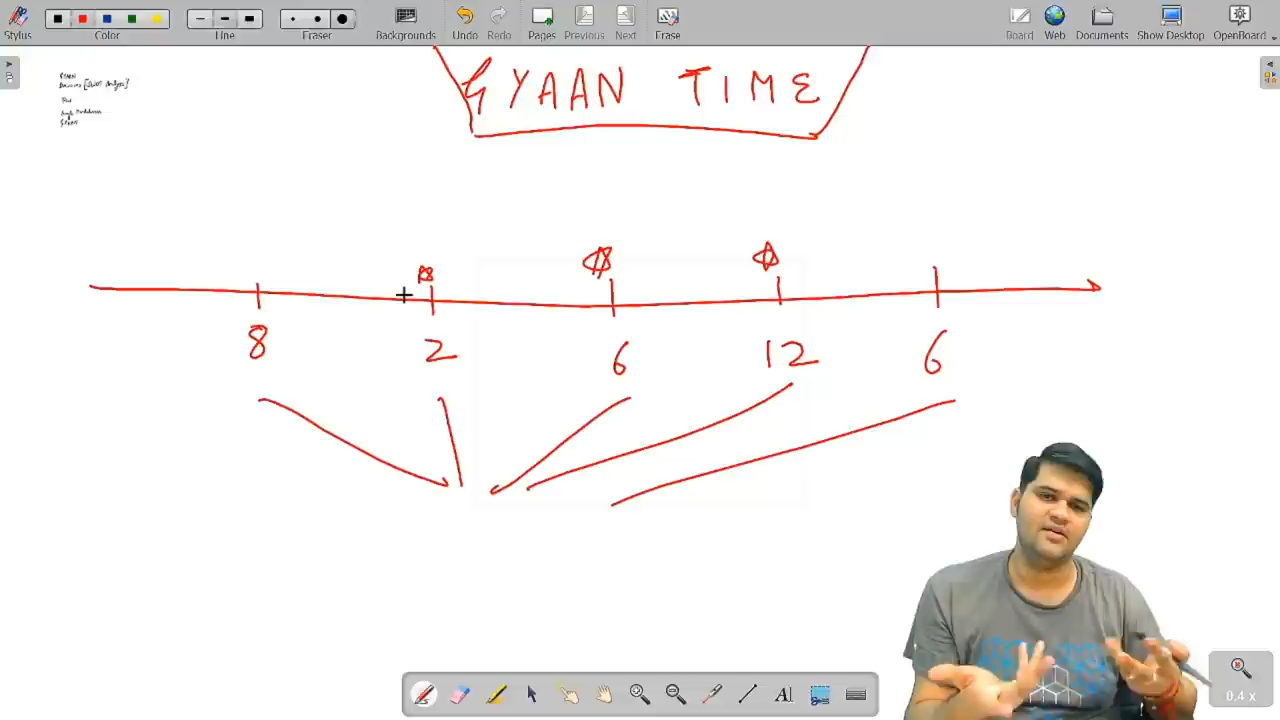 Stylus Color Line Eraser Backgrounds Undo Redo Pages Previous Next Erase Board Web Documents Show Desktop OpenBoard
GYAAN TIME
8 2 6 12 6
0.4 x